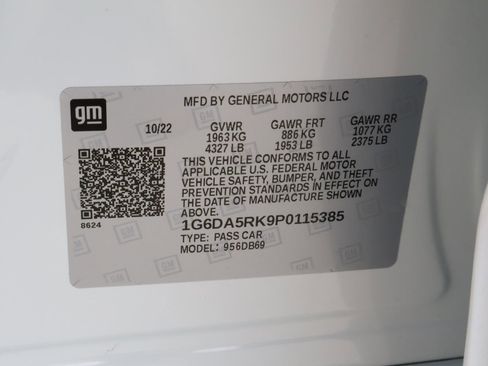 gm
MFD BY GENERAL MOTORS LLC
10/22 GVWR GAWR FRT GAWR RR
1963 KG 886 KG 1077 KG
4327 LB 1953 LB 2375 LB
THIS VEHICLE CONFORMS TO ALL
APPLICABLE U.S. FEDERAL MOTOR
VEHICLE SAFETY, BUMPER, AND THEFT
PREVENTION STANDARDS IN EFFECT ON
THE DATE OF MANUFACTURE SHOWN
ABOVE.
8624
1G6DA5RK9P0115385
TYPE: PASS CAR
MODEL: 956DB69